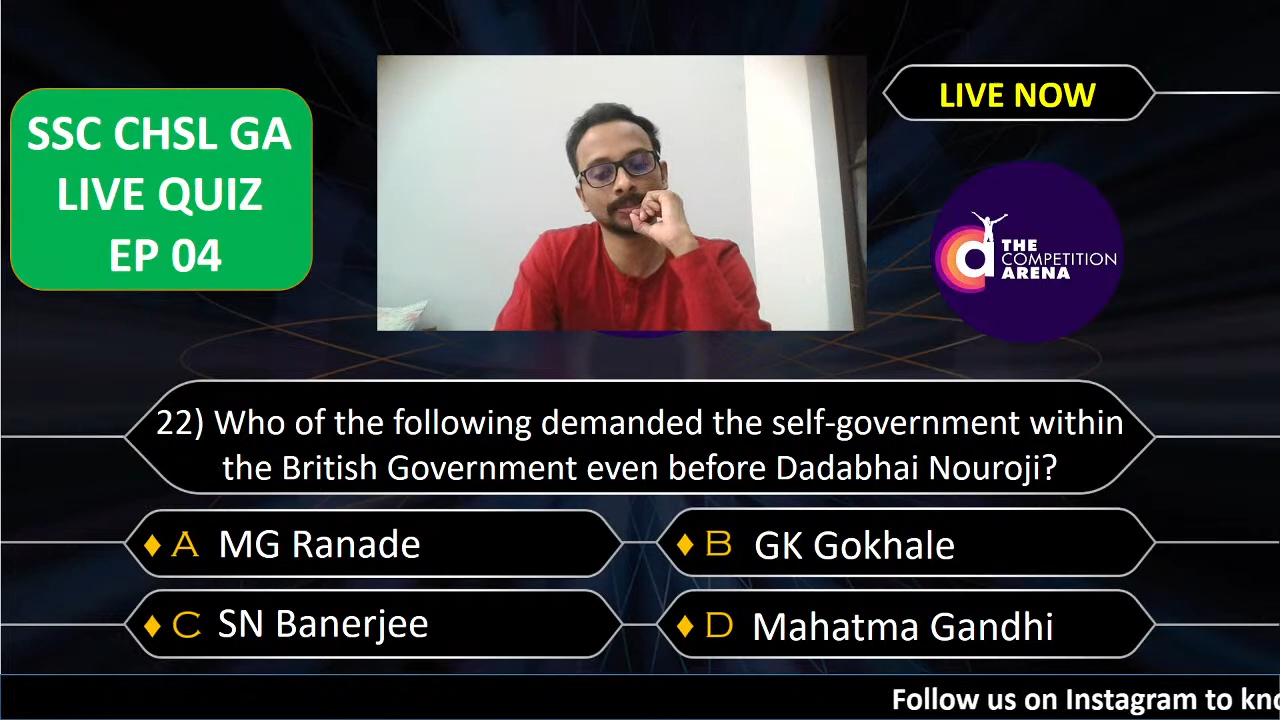 SSC CHSL GA
LIVE QUIZ
EP 04
LIVE NOW
THE
COMPETITION
ARENA
22) Who of the following demanded the self-government within
the British Government even before Dadabhai Nouroji?
A MG Ranade
B GK Gokhale
C SN Banerjee
D Mahatma Gandhi
Follow us on Instagram to